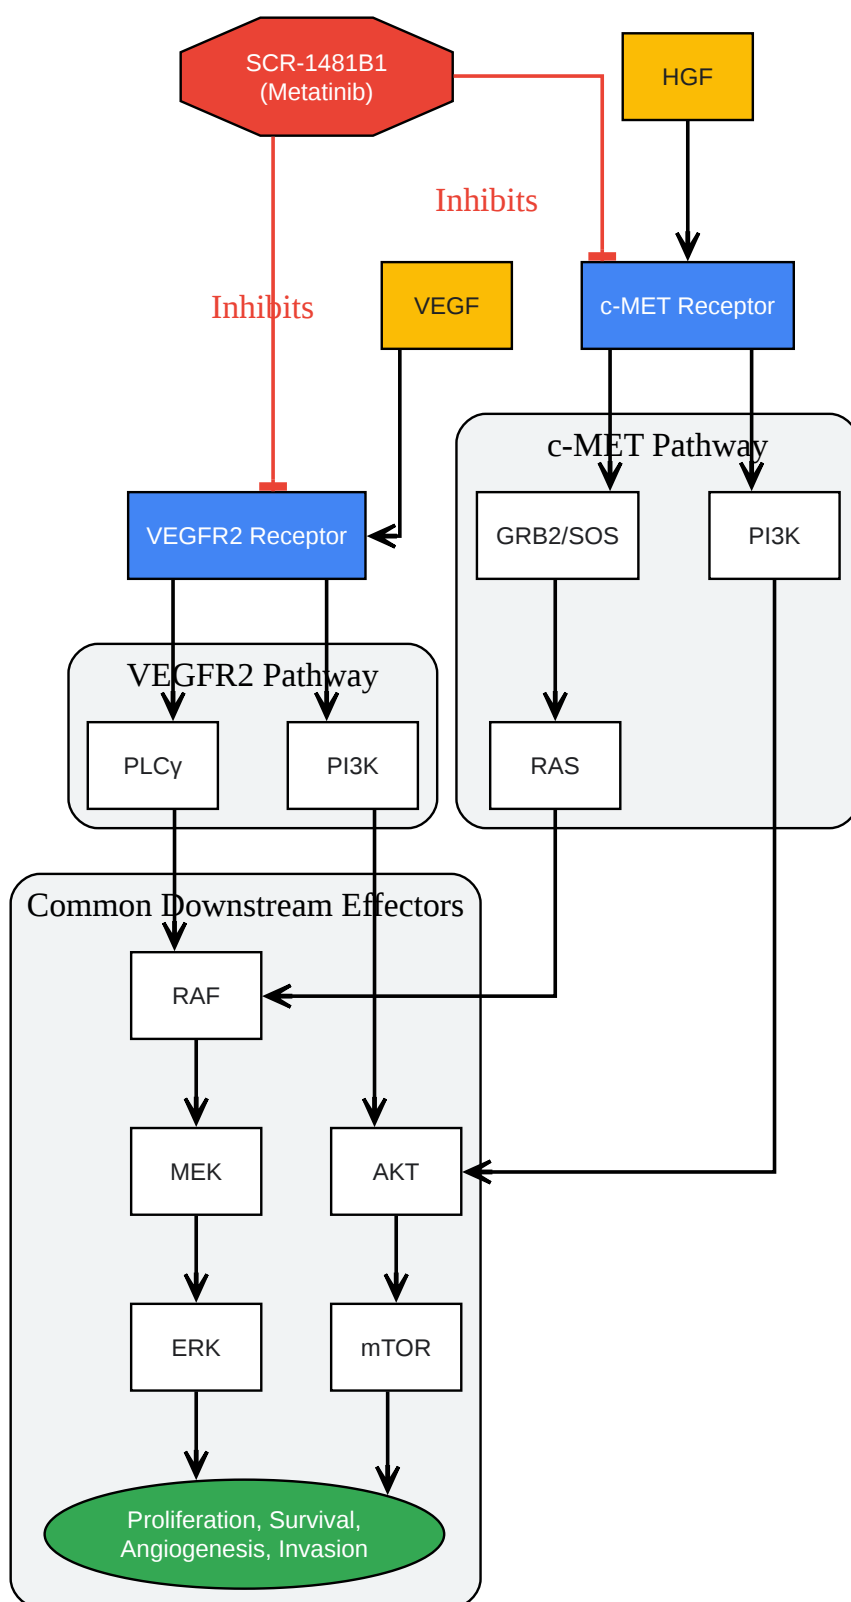 SCR-1481B1
(Metatinib)
HGF
Inhibits
Inhibits
VEGF
c-MET Receptor
c-MET Pathway
VEGFR2 Receptor
GRB2/SOS
PI3K
VEGFR2 Pathway
PLCγ
PI3K
RAS
Common Downstream Effectors
RAF
MEK
AKT
ERK
mTOR
Proliferation, Survival,
Angiogenesis, Invasion